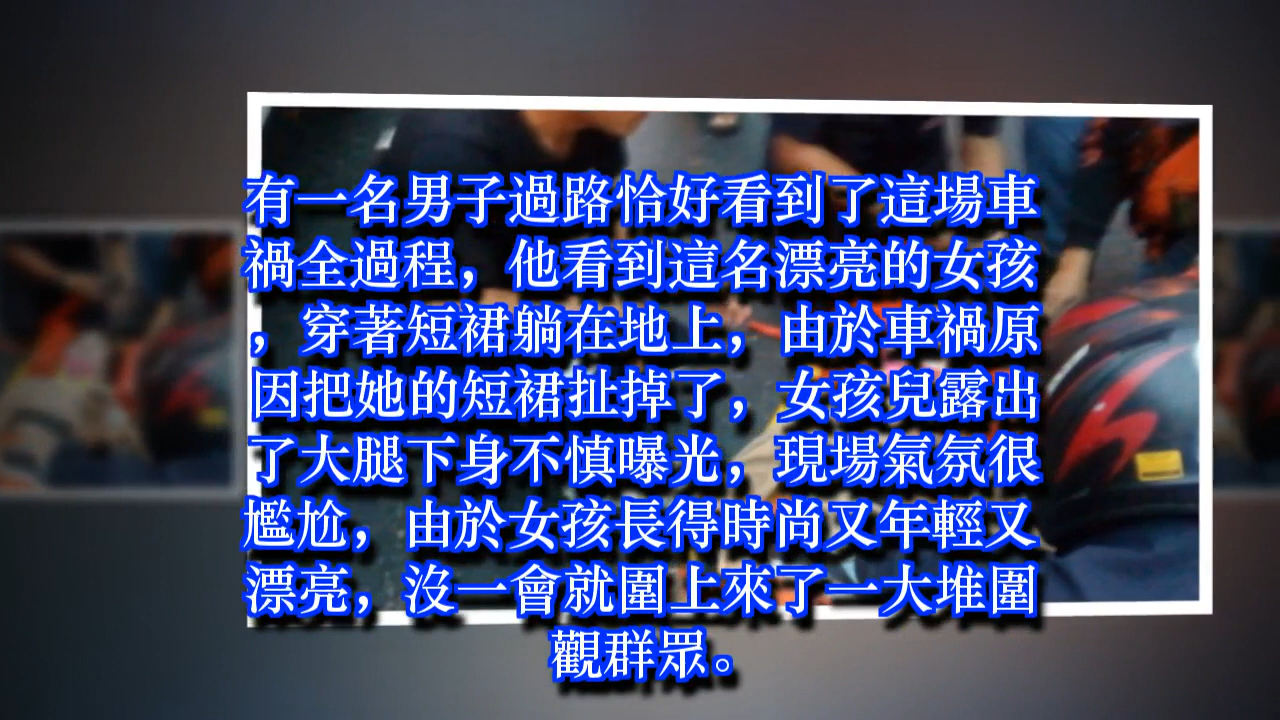 有一名男子過路恰好看到了這場車
禍全過程，他看到這名漂亮的女孩
，穿著短裙躺在地上，由於車禍原
因把她的短裙扯掉了，女孩兒露出
了大腿下身不慎曝光，現場氣氛很
尷尬，由於女孩長得時尚又年輕又
漂亮，沒一會就圍上來了一大堆圍
觀群眾。